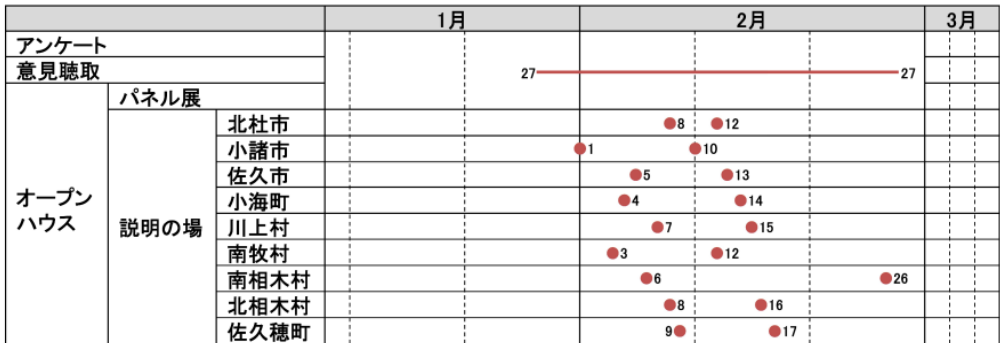 1月 2月 3月
アンケート
意見聴取 27 27
パネル展
北杜市 8 12
小諸市 1 10
佐久市 5 13
オープンハウス 説明の場 小海町 4 14
川上村 7 15
南牧村 3 12
南相木村 6 26
北相木村 8 16
佐久穂町 9 17